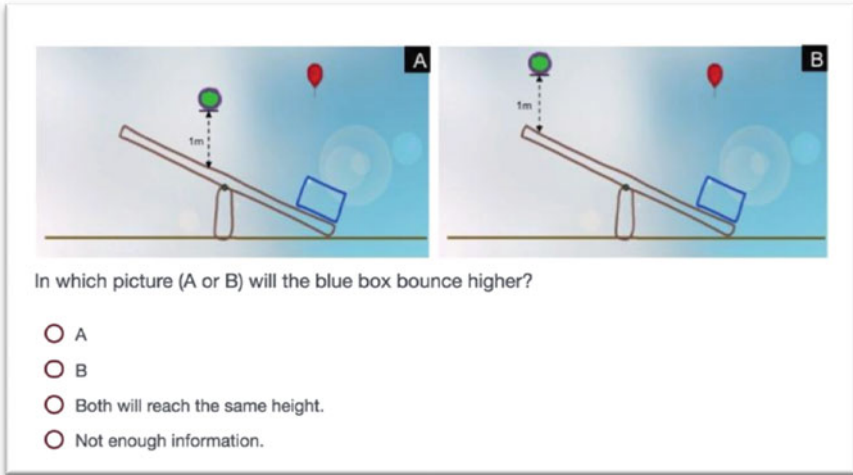 A
B
1m
1m
In which picture (A or B) will the blue box bounce higher?
A
B
Both will reach the same height.
Not enough information.